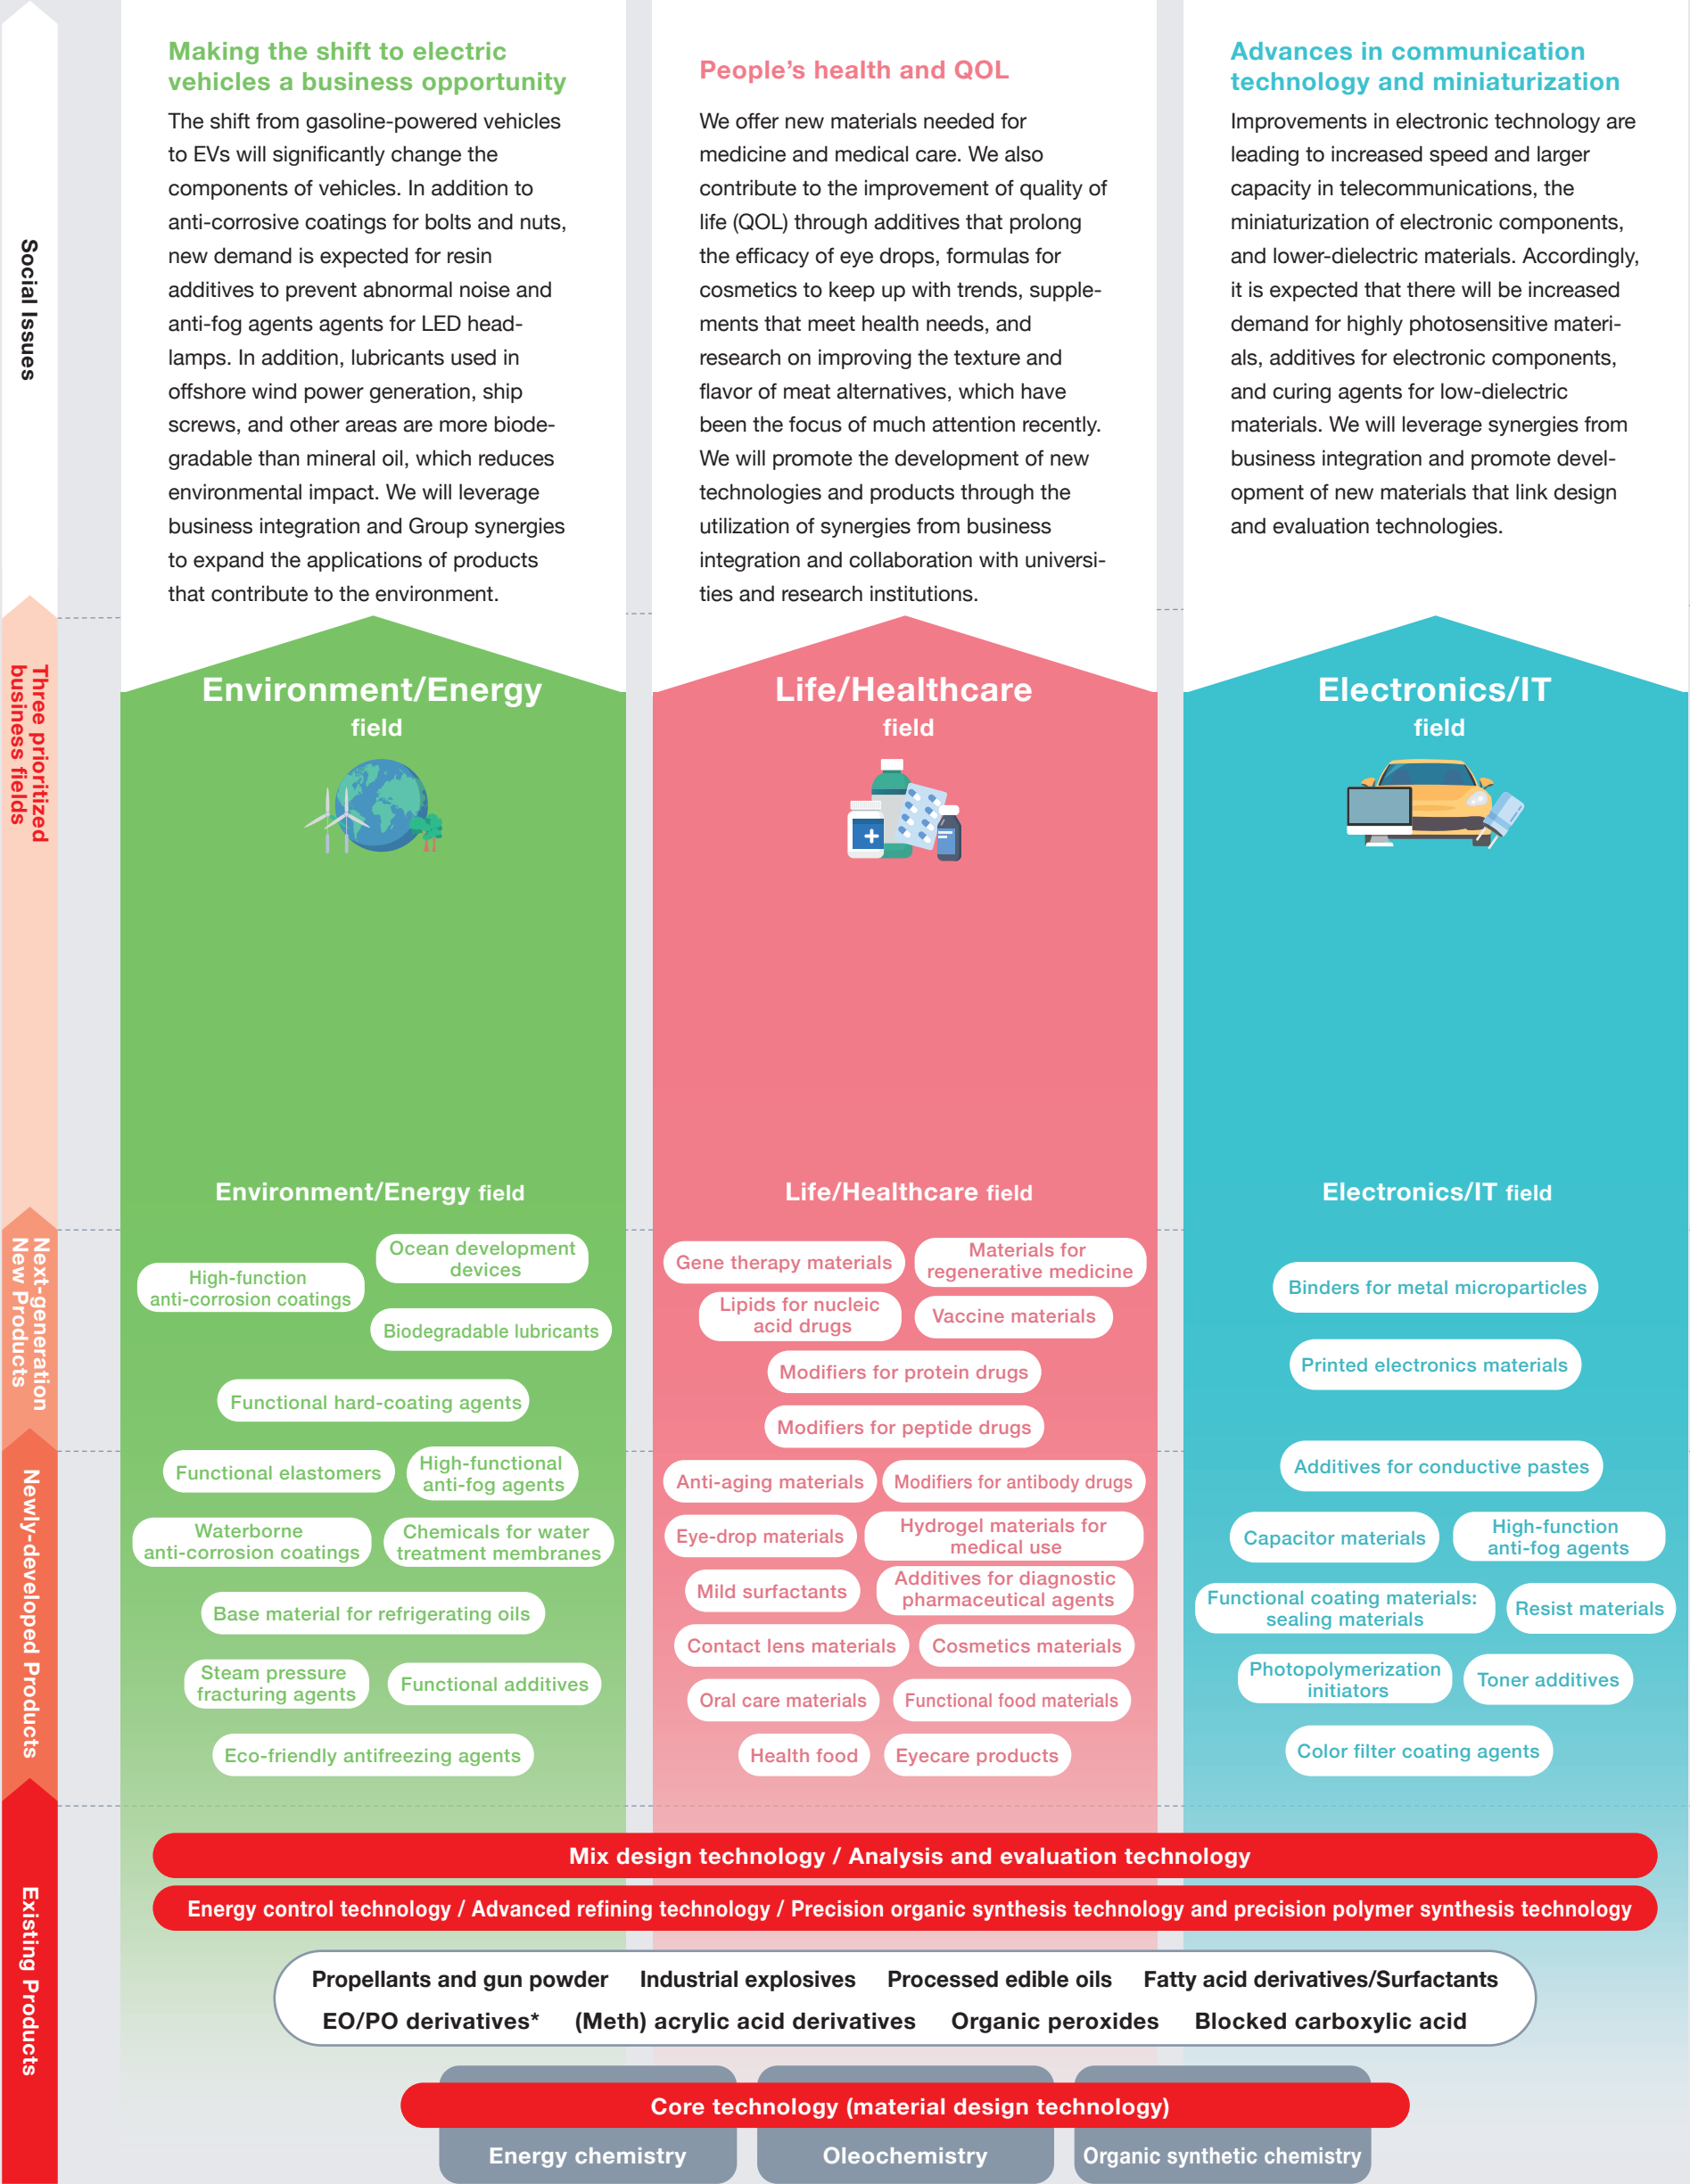 Social Issues
Making the shift to electric
vehicles a business opportunity
The shift from gasoline-powered vehicles
to EVs will significantly change the
components of vehicles. In addition to
anti-corrosive coatings for bolts and nuts,
new demand is expected for resin
additives to prevent abnormal noise and
anti-fog agents agents for LED head-
lamps. In addition, lubricants used in
offshore wind power generation, ship
screws, and other areas are more biode-
gradable than mineral oil, which reduces
environmental impact. We will leverage
business integration and Group synergies
to expand the applications of products
that contribute to the environment.
People's health and QOL
We offer new materials needed for
medicine and medical care. We also
contribute to the improvement of quality of
life (QOL) through additives that prolong
the efficacy of eye drops, formulas for
cosmetics to keep up with trends, supple-
ments that meet health needs, and
research on improving the texture and
flavor of meat alternatives, which have
been the focus of much attention recently.
We will promote the development of new
technologies and products through the
utilization of synergies from business
integration and collaboration with universi-
ties and research institutions.
Advances in communication
technology and miniaturization
Improvements in electronic technology are
leading to increased speed and larger
capacity in telecommunications, the
miniaturization of electronic components,
and lower-dielectric materials. Accordingly,
it is expected that there will be increased
demand for highly photosensitive materi-
als, additives for electronic components,
and curing agents for low-dielectric
materials. We will leverage synergies from
business integration and promote devel-
opment of new materials that link design
and evaluation technologies.
Three prioritized
business fields
Environment/Energy
field
Life/Healthcare
field
Electronics/IT
field
Environment/Energy field
Life/Healthcare field
Electronics/IT field
Next-generation
New Products
Ocean development
devices
High-function
anti-corrosion coatings
Biodegradable lubricants
Functional hard-coating agents
Gene therapy materials
Materials for
regenerative medicine
Lipids for nucleic
acid drugs
Vaccine materials
Modifiers for protein drugs
Modifiers for peptide drugs
Binders for metal microparticles
Printed electronics materials
Newly-developed Products
Functional elastomers
High-functional
anti-fog agents
Waterborne
anti-corrosion coatings
Chemicals for water
treatment membranes
Base material for refrigerating oils
Steam pressure
fracturing agents
Functional additives
Eco-friendly antifreezing agents
Anti-aging materials
Modifiers for antibody drugs
Eye-drop materials
Hydrogel materials for
medical use
Mild surfactants
Additives for diagnostic
pharmaceutical agents
Contact lens materials
Cosmetics materials
Oral care materials
Functional food materials
Health food
Eyecare products
Additives for conductive pastes
Capacitor materials
High-function
anti-fog agents
Functional coating materials:
sealing materials
Resist materials
Photopolymerization
initiators
Toner additives
Color filter coating agents
Existing Products
Mix design technology / Analysis and evaluation technology
Energy control technology / Advanced refining technology / Precision organic synthesis technology and precision polymer synthesis technology
Propellants and gun powder Industrial explosives Processed edible oils Fatty acid derivatives/Surfactants
EO/PO derivatives* (Meth) acrylic acid derivatives Organic peroxides Blocked carboxylic acid
Core technology (material design technology)
Energy chemistry
Oleochemistry
Organic synthetic chemistry